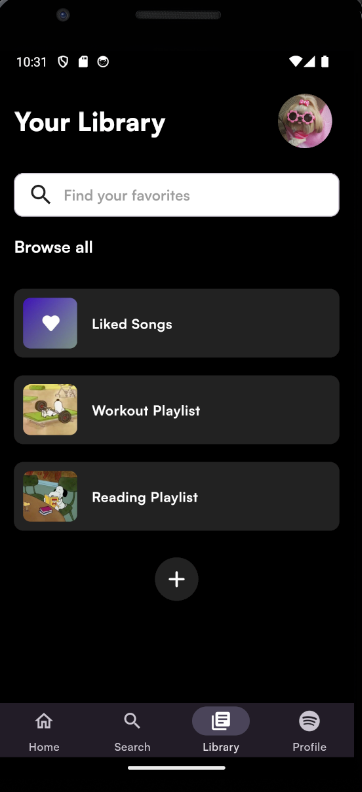 10:31
Your Library
Find your favorites
Browse all
Liked Songs
Workout Playlist
Reading Playlist
Home
Search
Library
Profile